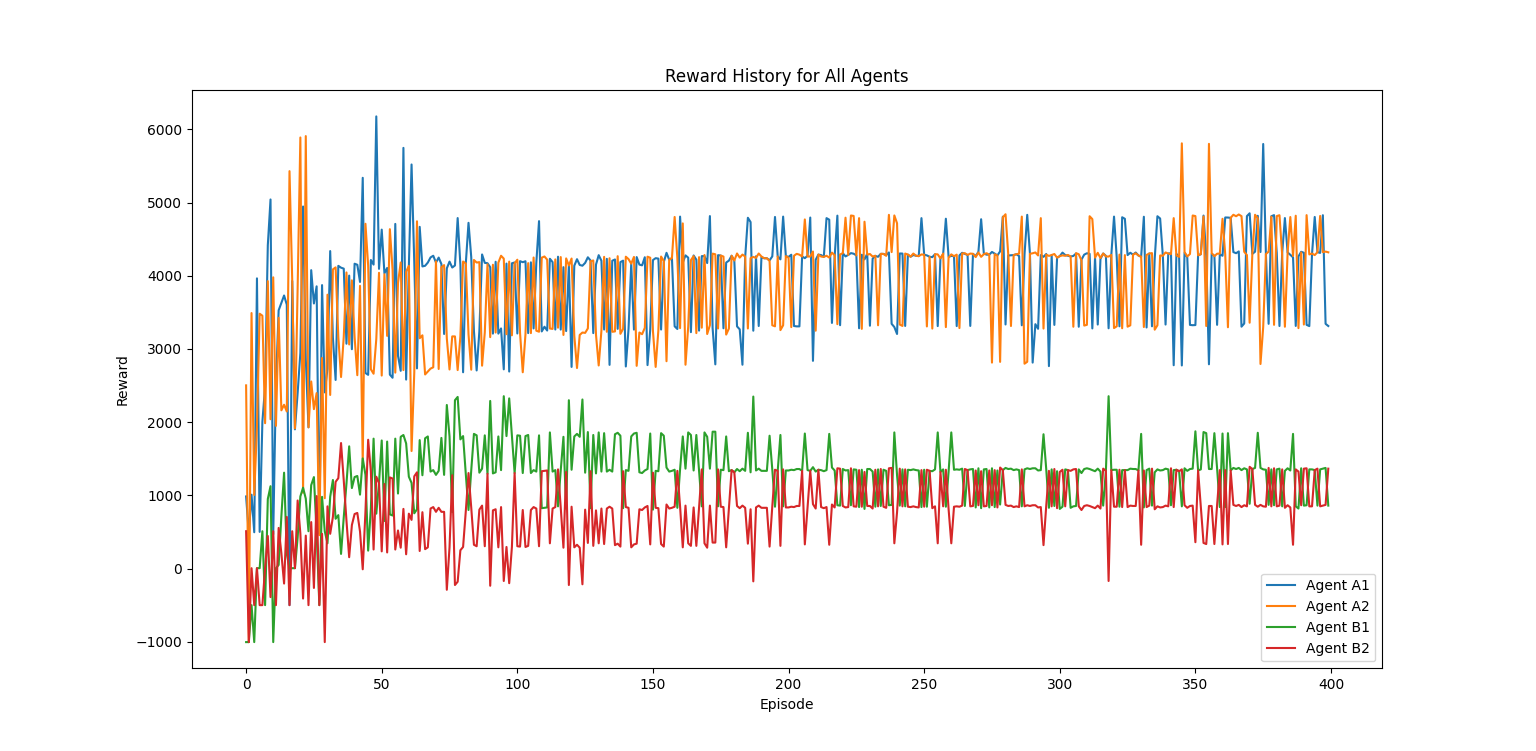 Reward History for All Agents
6000
5000
4000
3000
2000
1000
0
−1000
Reward
0 50 100 150 200 250 300 350 400
Episode
Agent A1
Agent A2
Agent B1
Agent B2